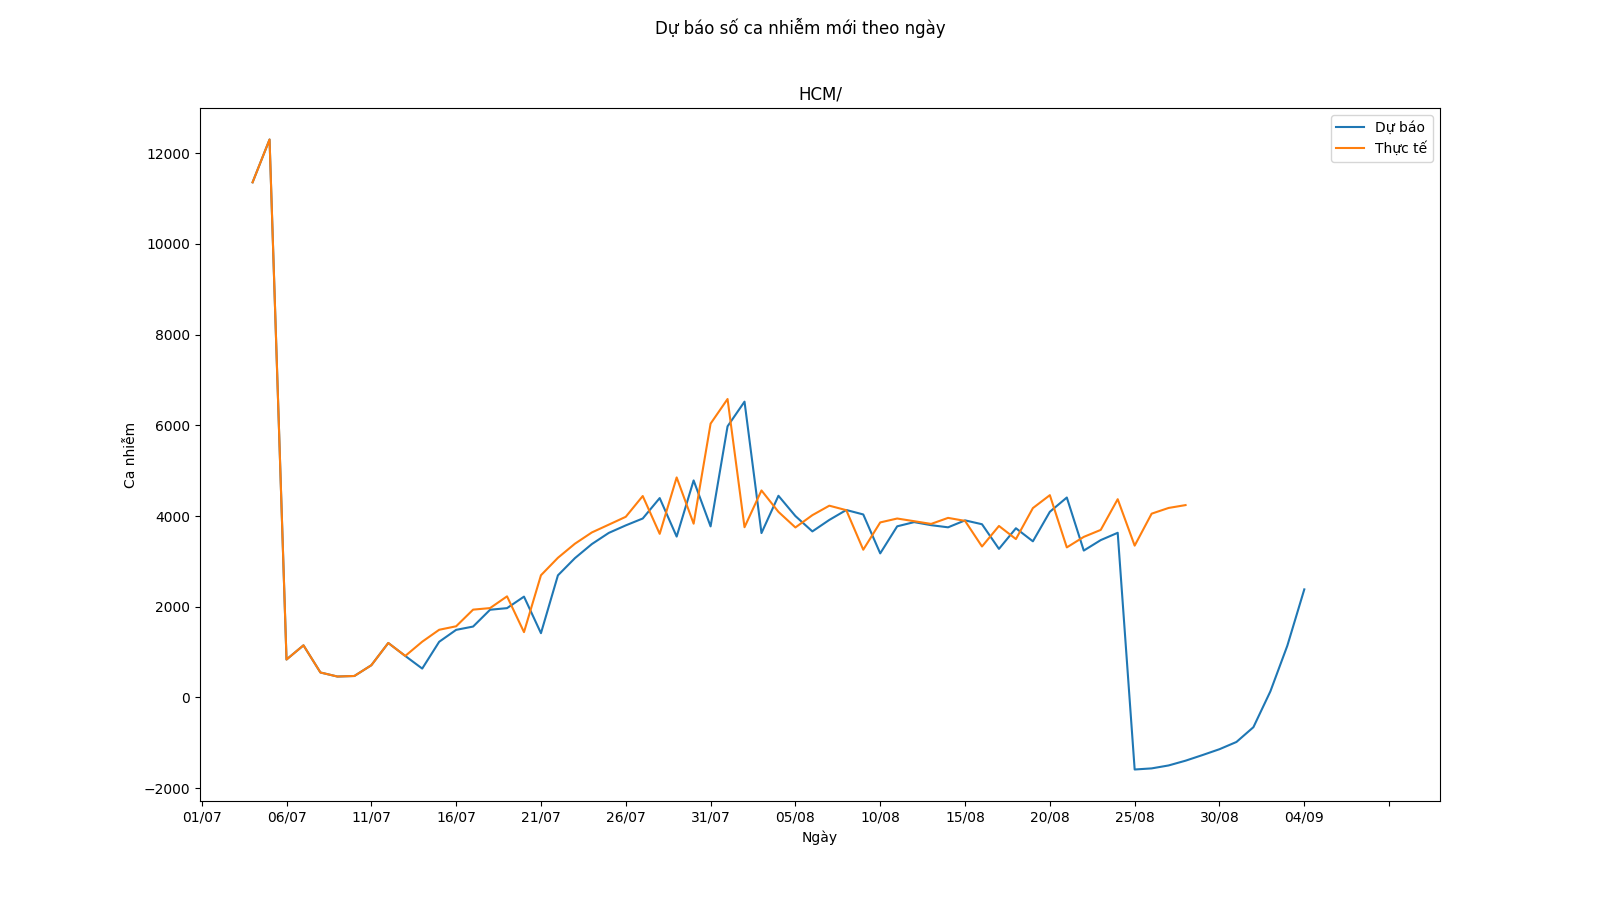 Dự báo số ca nhiễm mới theo ngày
HCM/
Dự báo
Thực tế
12000
10000
8000
6000
4000
2000
0
−2000
Ca nhiễm
01/07 06/07 11/07 16/07 21/07 26/07 31/07 05/08 10/08 15/08 20/08 25/08 30/08 04/09
Ngày